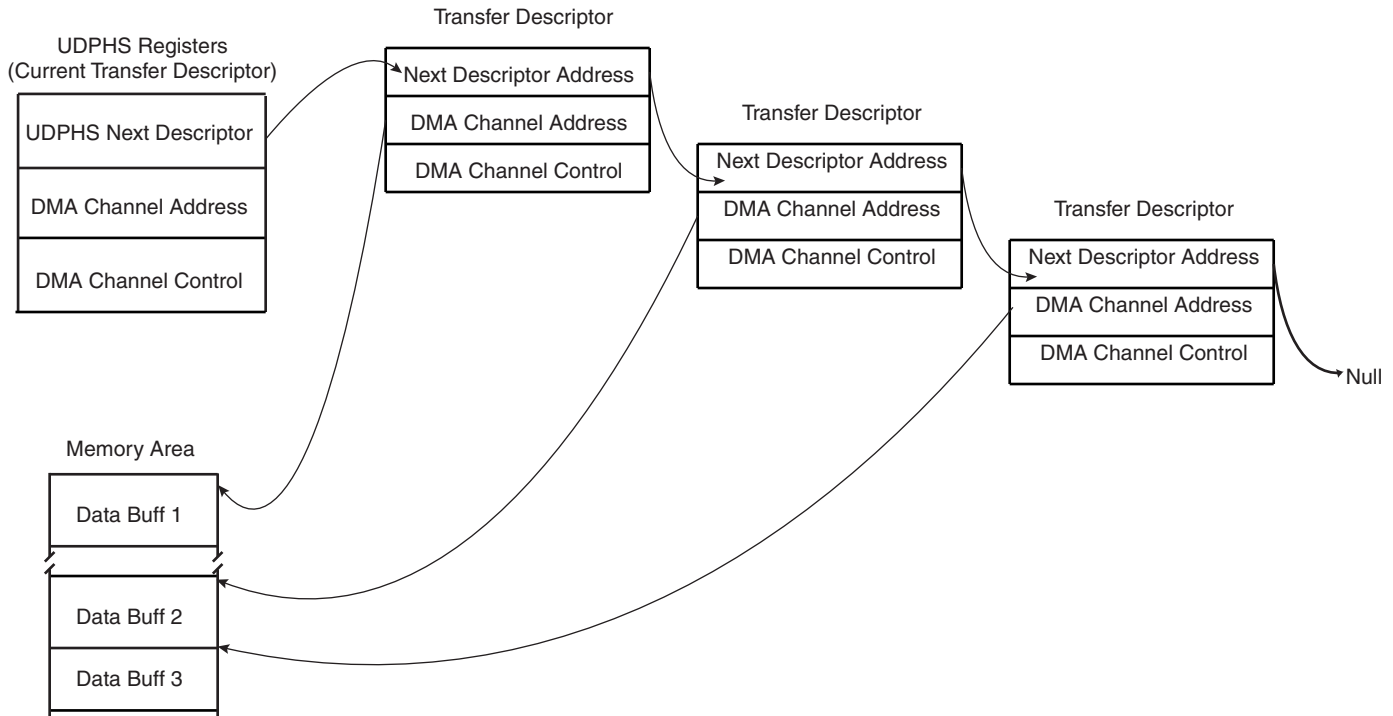 UDPHS Registers
(Current Transfer Descriptor)
UDPHS Next Descriptor
DMA Channel Address
DMA Channel Control
Transfer Descriptor
Next Descriptor Address
DMA Channel Address
DMA Channel Control
Transfer Descriptor
Next Descriptor Address
DMA Channel Address
DMA Channel Control
Transfer Descriptor
Next Descriptor Address
DMA Channel Address
DMA Channel Control
Null
Memory Area
Data Buff 1
Data Buff 2
Data Buff 3